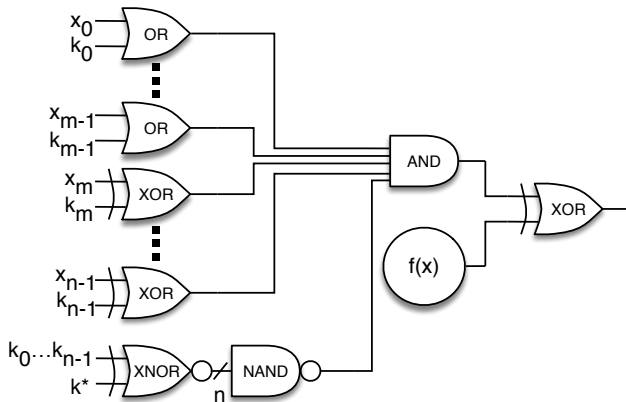 x0
k0
OR
xm-1
km-1
OR
xm
km
XOR
xn-1
kn-1
XOR
k0...kn-1
k*
XNOR
n
NAND
AND
f(x)
XOR